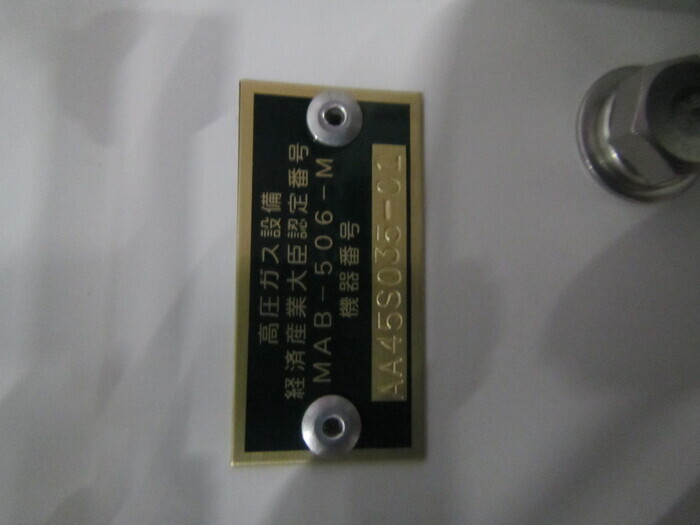 高圧ガス設備
経済産業大臣認定番号
MAB-506-M
機器番号
AA45S035-01